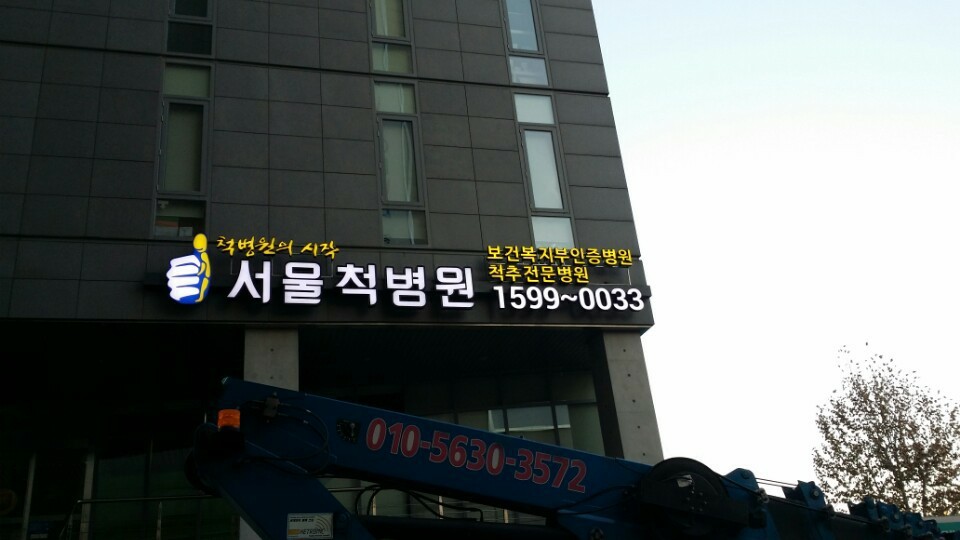 척병원의 시작
서울척병원
보건복지부인증병원
척추전문병원
1599~0033
010-5630-3572